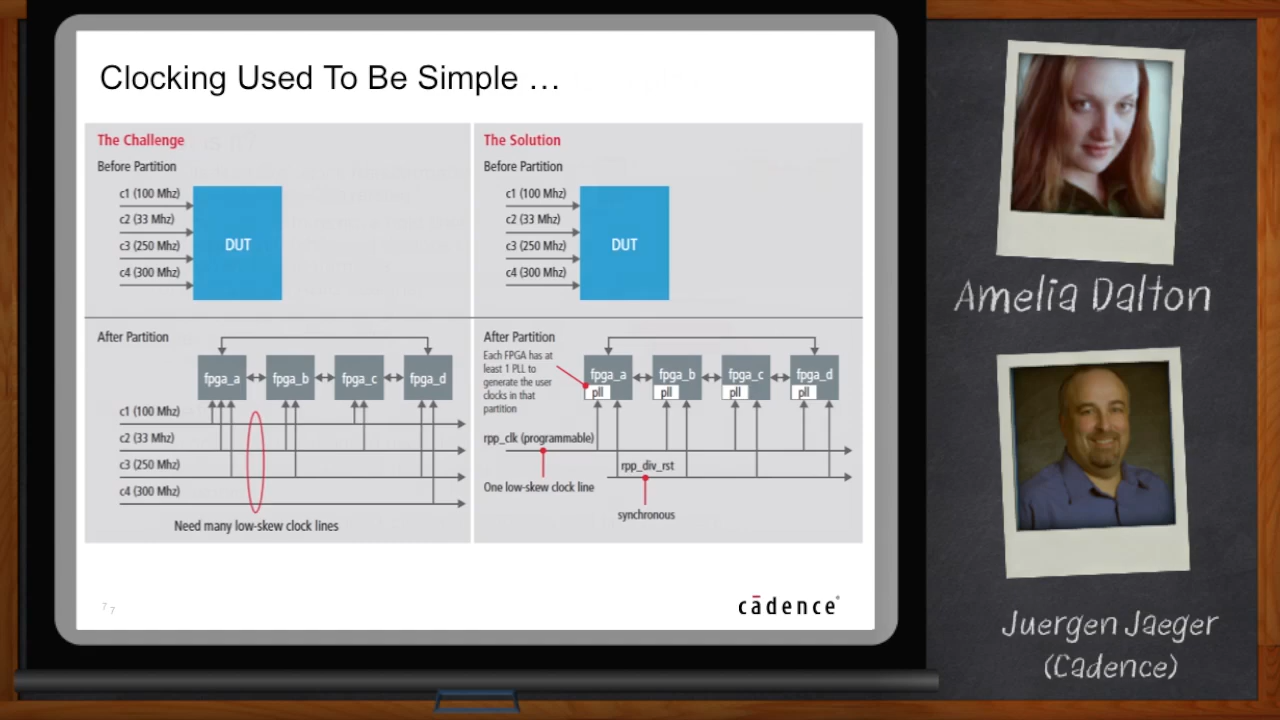 Clocking Used To Be Simple …
The Challenge
Before Partition
c1 (100 Mhz)
c2 (33 Mhz)
c3 (250 Mhz)
c4 (300 Mhz)
DUT
After Partition
fpga_a
fpga_b
fpga_c
fpga_d
c1 (100 Mhz)
c2 (33 Mhz)
c3 (250 Mhz)
c4 (300 Mhz)
Need many low-skew clock lines
The Solution
Before Partition
c1 (100 Mhz)
c2 (33 Mhz)
c3 (250 Mhz)
c4 (300 Mhz)
DUT
After Partition
Each FPGA has at
least 1 PLL to
generate the user
clocks in that
partition
fpga_a
fpga_b
fpga_c
fpga_d
pll
pll
pll
pll
rpp_clk (programmable)
rpp_div_rst
One low-skew clock line
synchronous
7 7
cādence®
Amelia Dalton
Juergen Jaeger
(Cadence)